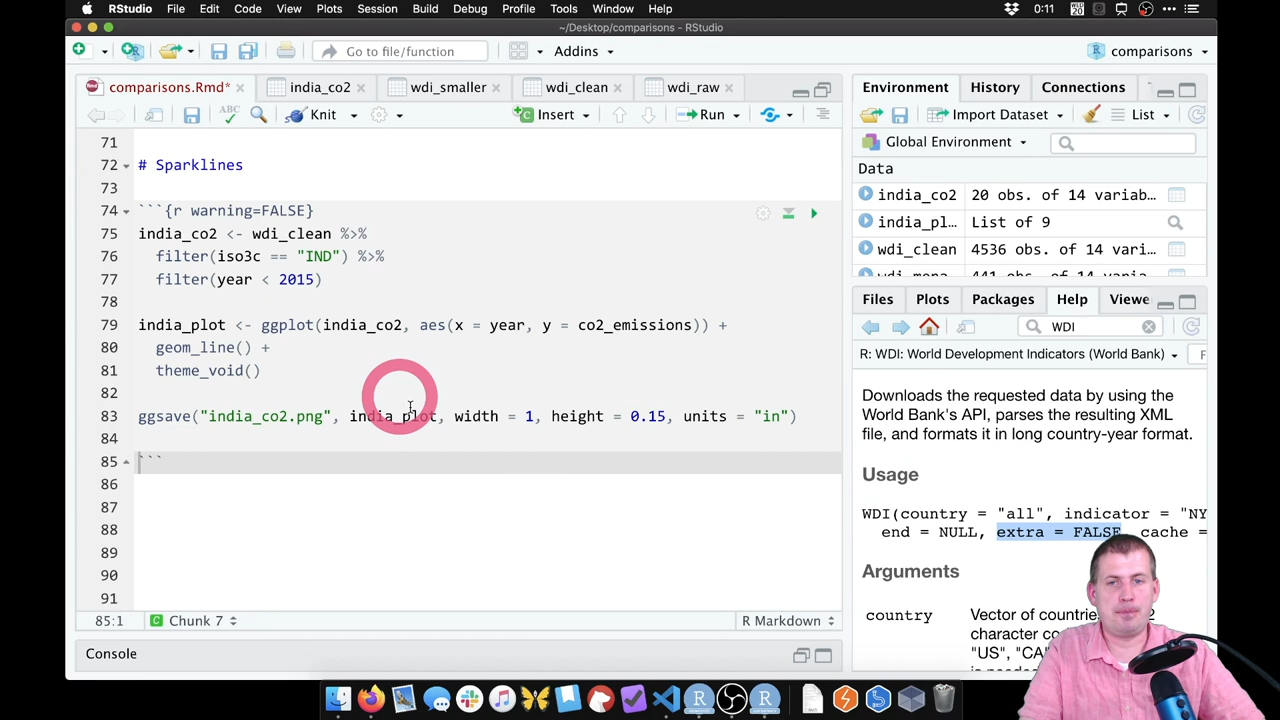 RStudio File Edit Code View Plots Session Build Debug Profile Tools Window Help 0:11 WED 20
~/Desktop/comparisons - RStudio
Go to file/function Addins comparisons
comparisons.Rmd* india_co2 wdi_smaller wdi_clean wdi_raw
ABC Knit Insert Run
71
72 # Sparklines
73
74 ```{r warning=FALSE}
75 india_co2 <- wdi_clean %>%
76 filter(iso3c == "IND") %>%
77 filter(year < 2015)
78
79 india_plot <- ggplot(india_co2, aes(x = year, y = co2_emissions)) +
80 geom_line() +
81 theme_void()
82
83 ggsave("india_co2.png", india_plot, width = 1, height = 0.15, units = "in")
84
85 ```
86
87
88
89
90
91
85:1 Chunk 7 R Markdown
Console
Environment History Connections
Import Dataset List
Global Environment
Data
india_co2 20 obs. of 14 variab…
india_pl… List of 9
wdi_clean 4536 obs. of 14 vari…
Files Plots Packages Help Viewe
WDI
R: WDI: World Development Indicators (World Bank)
Downloads the requested data by using the
World Bank's API, parses the resulting XML
file, and formats it in long country-year format.
Usage
WDI(country = "all", indicator = "NY
end = NULL, extra = FALSE, cache =
Arguments
country Vector of countries
character co
"US", "CA"